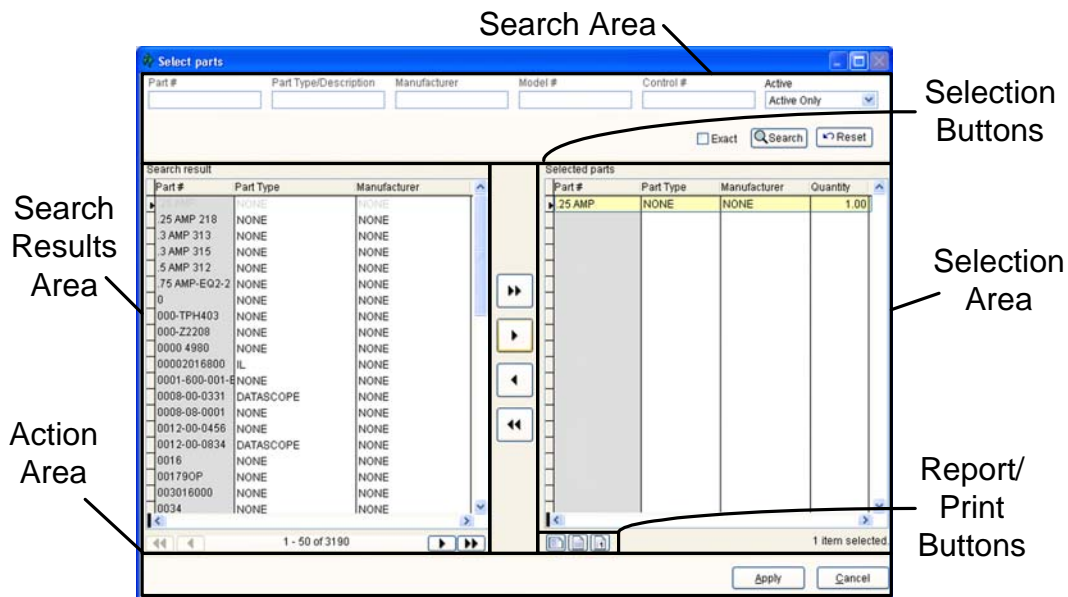 Search Area
Select parts
Part # Part Type/Description Manufacturer Model # Control # Active
Active Only
Exact Search Reset
Selection
Buttons
Search result
Part # Part Type Manufacturer
.25 AMP NONE NONE
.25 AMP 218 NONE NONE
.3 AMP 313 NONE NONE
.3 AMP 315 NONE NONE
.5 AMP 312 NONE NONE
.75 AMP-EQ2-2 NONE NONE
0 NONE NONE
000-TPH403 NONE NONE
000-Z2208 NONE NONE
0000 4980 NONE NONE
00002016800 IL NONE
0001-600-001-E NONE NONE
0008-00-0331 DATASCOPE NONE
0008-08-0001 NONE NONE
0012-00-0456 NONE NONE
0012-00-0834 DATASCOPE NONE
0016 NONE NONE
00179OP NONE NONE
003016000 NONE NONE
0034 NONE NONE
1 - 50 of 3190
Selected parts
Part # Part Type Manufacturer Quantity
.25 AMP NONE NONE 1.00
1 item selected.
Apply Cancel
Search
Results
Area
Selection
Area
Action
Area
Report/
Print
Buttons